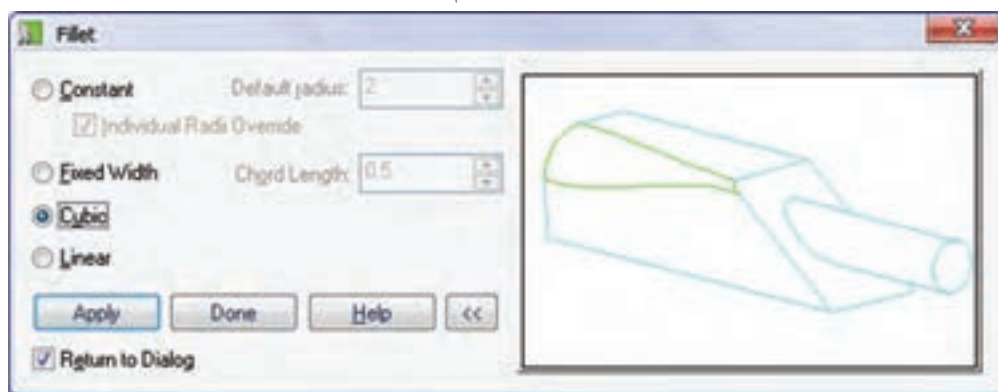 Fillet
Constant Default radius: 2
Individual Radii Override
Fixed Width Chord Length: 0.5
Cubic
Linear
Apply Done Help <<
Return to Dialog